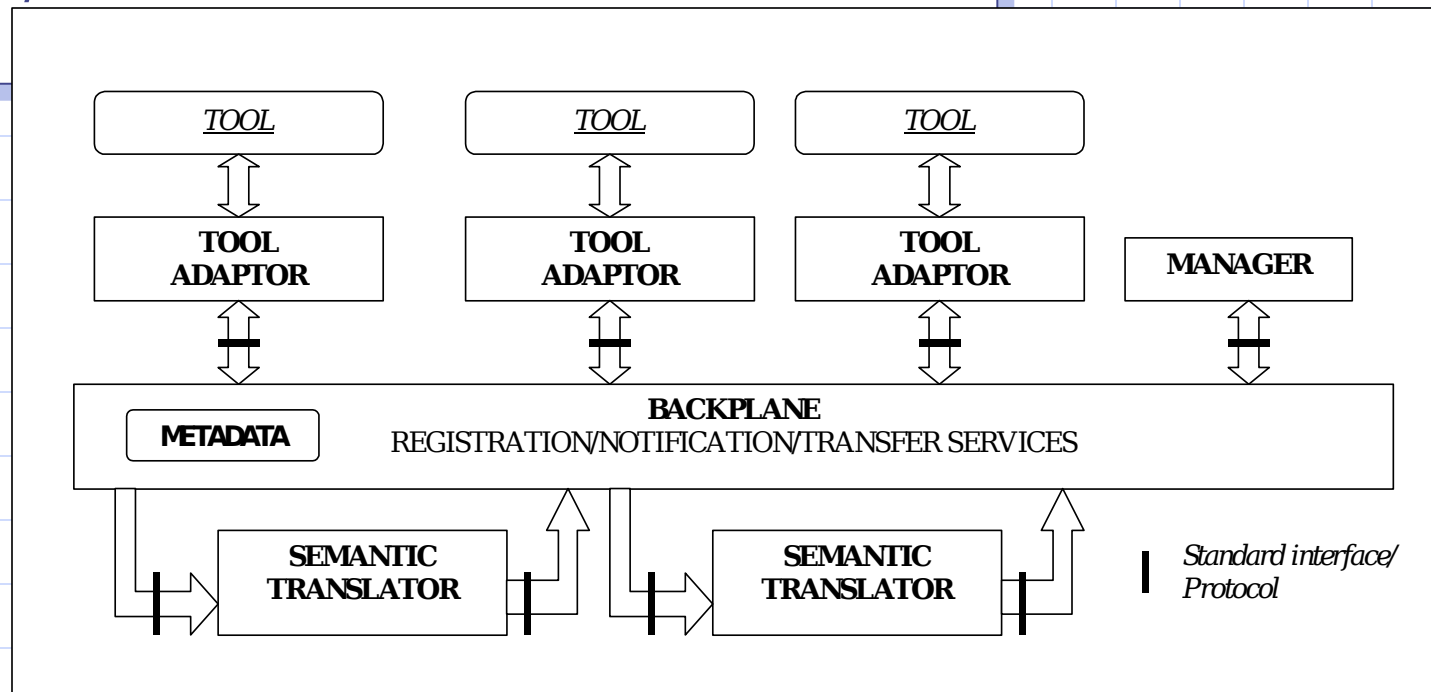 TOOL
TOOL
TOOL
TOOL
ADAPTOR
TOOL
ADAPTOR
TOOL
ADAPTOR
MANAGER
BACKPLANE
METADATA
REGISTRATION/NOTIFICATION/TRANSFER SERVICES
SEMANTIC
TRANSLATOR
SEMANTIC
TRANSLATOR
Standard interface/
Protocol